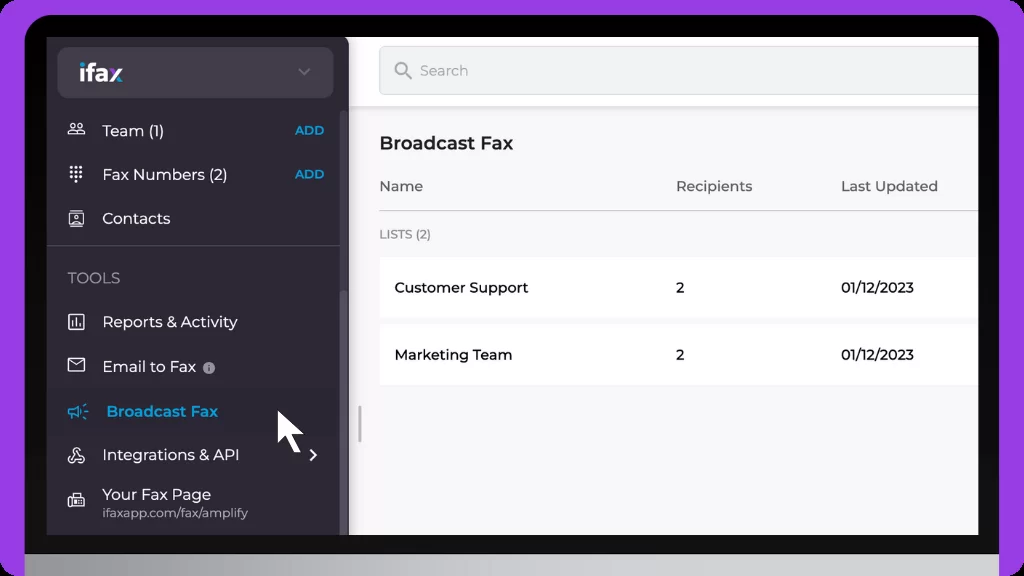 ifax
Team (1) ADD
Fax Numbers (2) ADD
Contacts
TOOLS
Reports & Activity
Email to Fax
Broadcast Fax
Integrations & API
Your Fax Page
ifaxapp.com/fax/amplify
Search
Broadcast Fax
Name Recipients Last Updated
LISTS (2)
Customer Support 2 01/12/2023
Marketing Team 2 01/12/2023